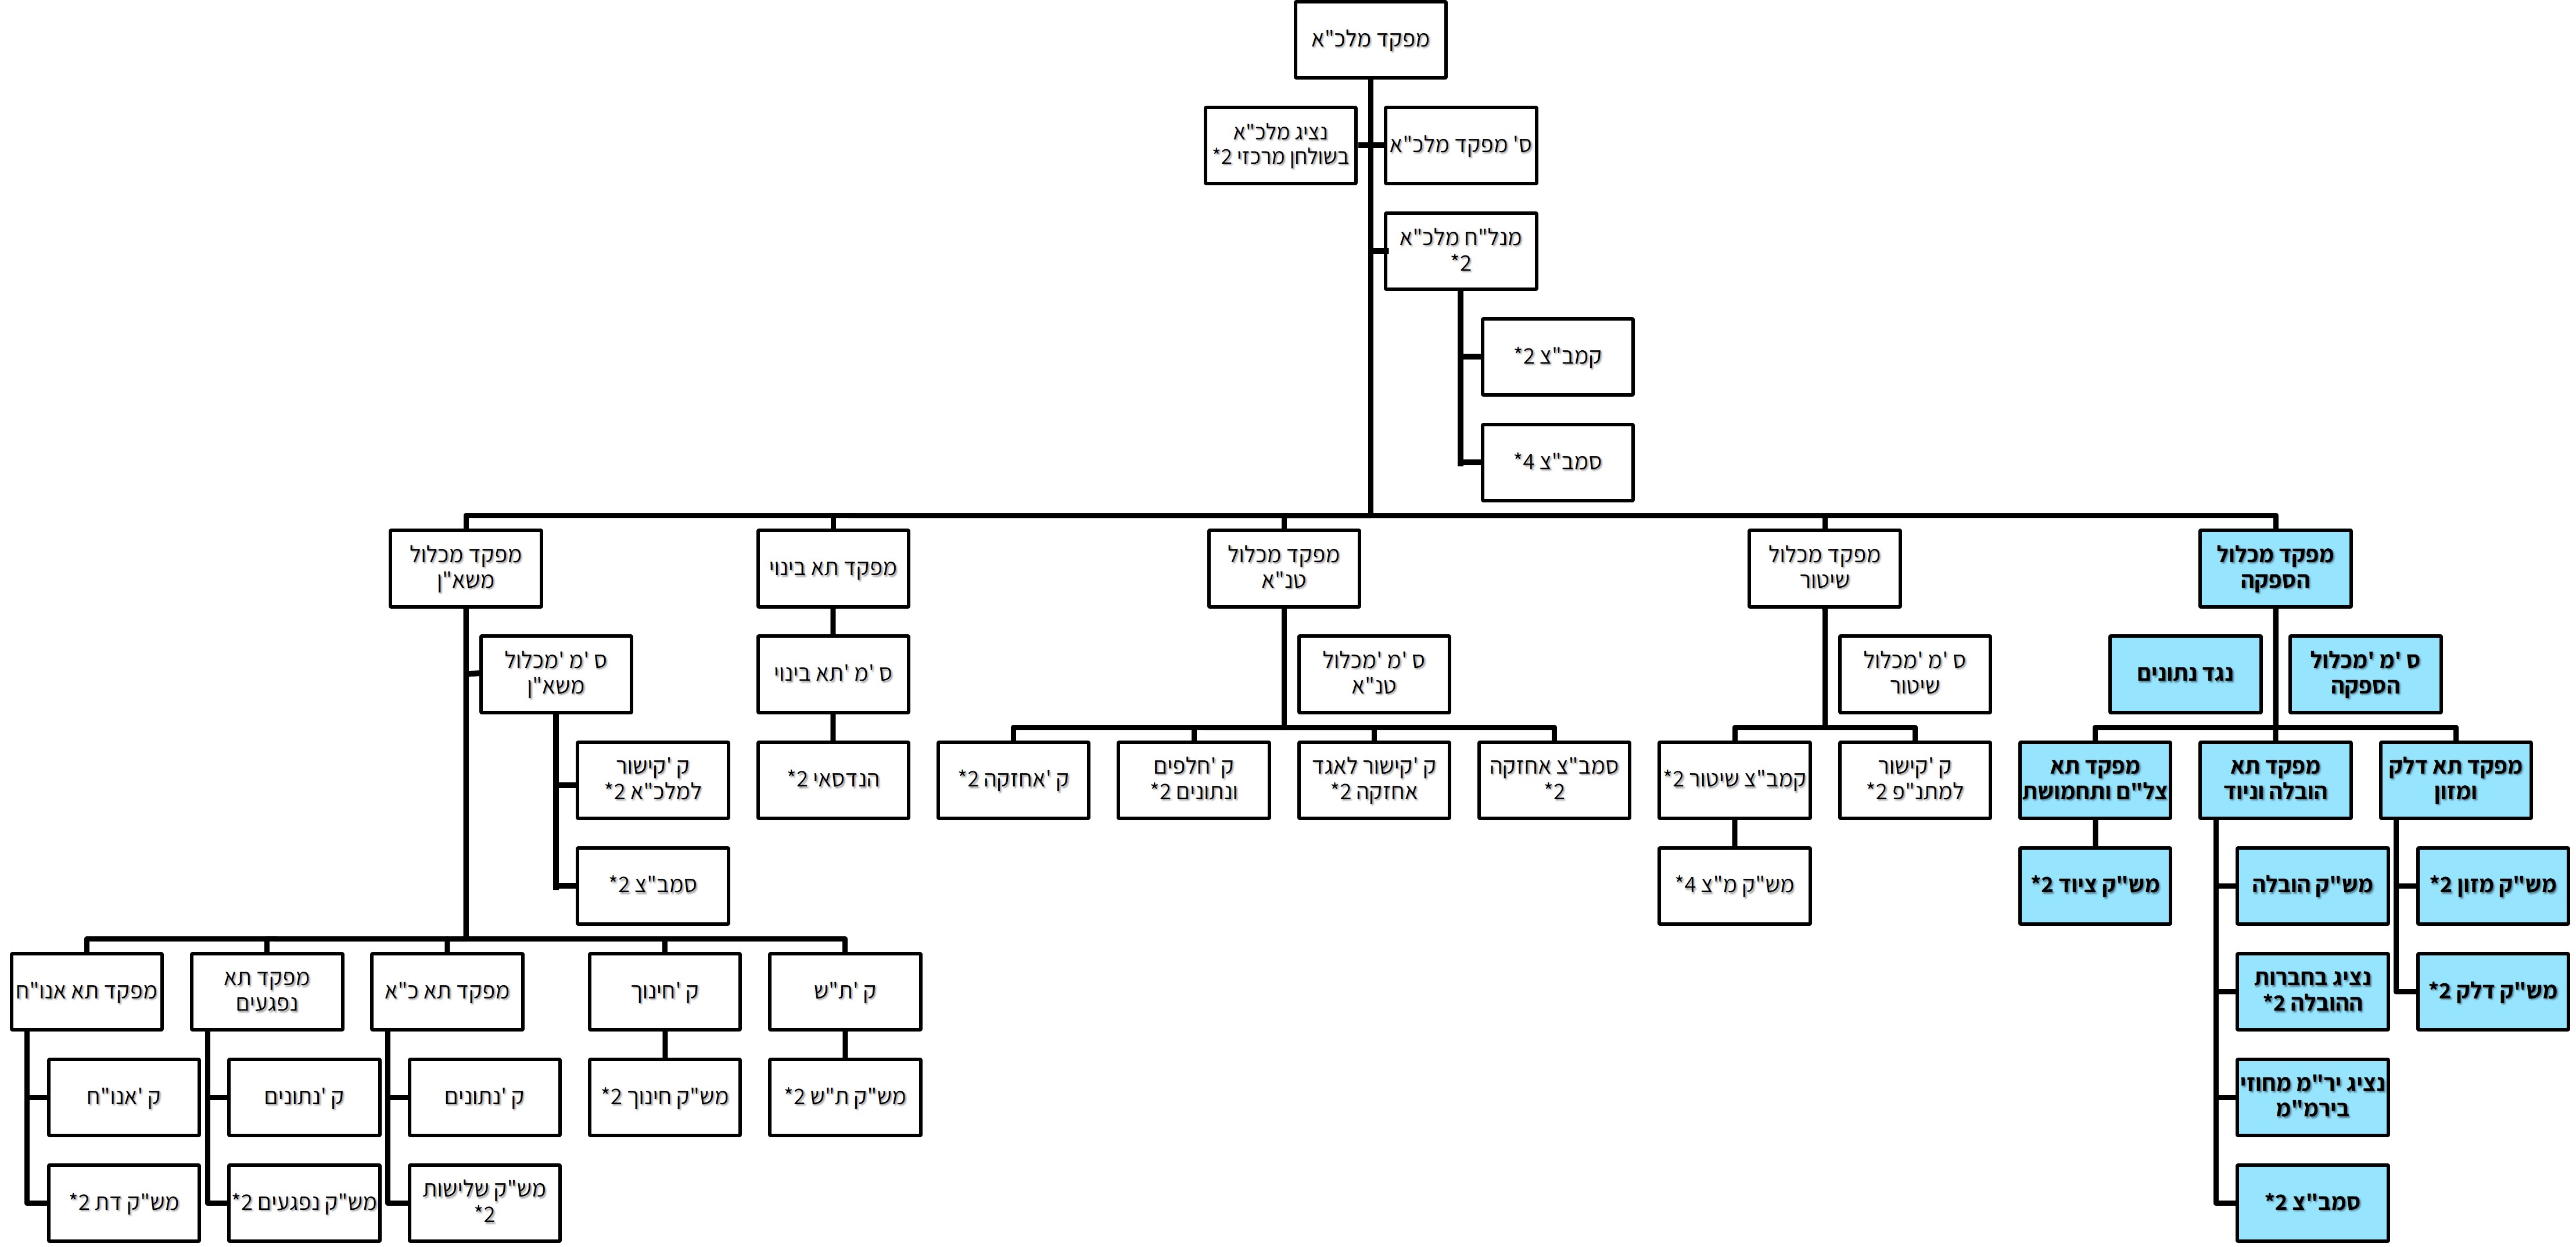 מפקד מלכ"א
ס' מפקד מלכ"א
נציג מלכ"א
בשולחן מרכזי 2*
מנל"ח מלכ"א
2*
קמב"צ 2*
סמב"צ 4*
מפקד מכלול
הספקה
מפקד מכלול
שיטור
מפקד מכלול
טנ"א
מפקד תא בינוי
מפקד מכלול
משא"ן
ס 'מ 'מכלול
הספקה
נגד נתונים
ס 'מ 'מכלול
שיטור
ס 'מ 'מכלול
טנ"א
ס 'מ 'תא בינוי
ס 'מ 'מכלול
משא"ן
מפקד תא דלק
ומזון
מפקד תא
הובלה וניוד
מפקד תא
צל"ם ותחמושת
ק 'קישור
למתנ"פ 2*
קמב"צ שיטור 2*
סמב"צ אחזקה
2*
ק 'קישור לאגד
אחזקה 2*
ק 'חלפים
ונתונים 2*
ק 'אחזקה 2*
הנדסאי 2*
ק 'קישור
למלכ"א 2*
מש"ק מזון 2*
מש"ק הובלה
מש"ק ציוד 2*
מש"ק מ"צ 4*
סמב"צ 2*
מש"ק דלק 2*
נציג בחברות
ההובלה 2*
ק 'ת"ש
ק 'חינוך
מפקד תא כ"א
מפקד תא
נפגעים
מפקד תא אנו"ח
נציג יר"מ מחוזי
בירמ"מ
מש"ק ת"ש 2*
מש"ק חינוך 2*
ק 'נתונים
ק 'נתונים
ק 'אנו"ח
סמב"צ 2*
מש"ק שלישות
2*
מש"ק נפגעים 2*
מש"ק דת 2*